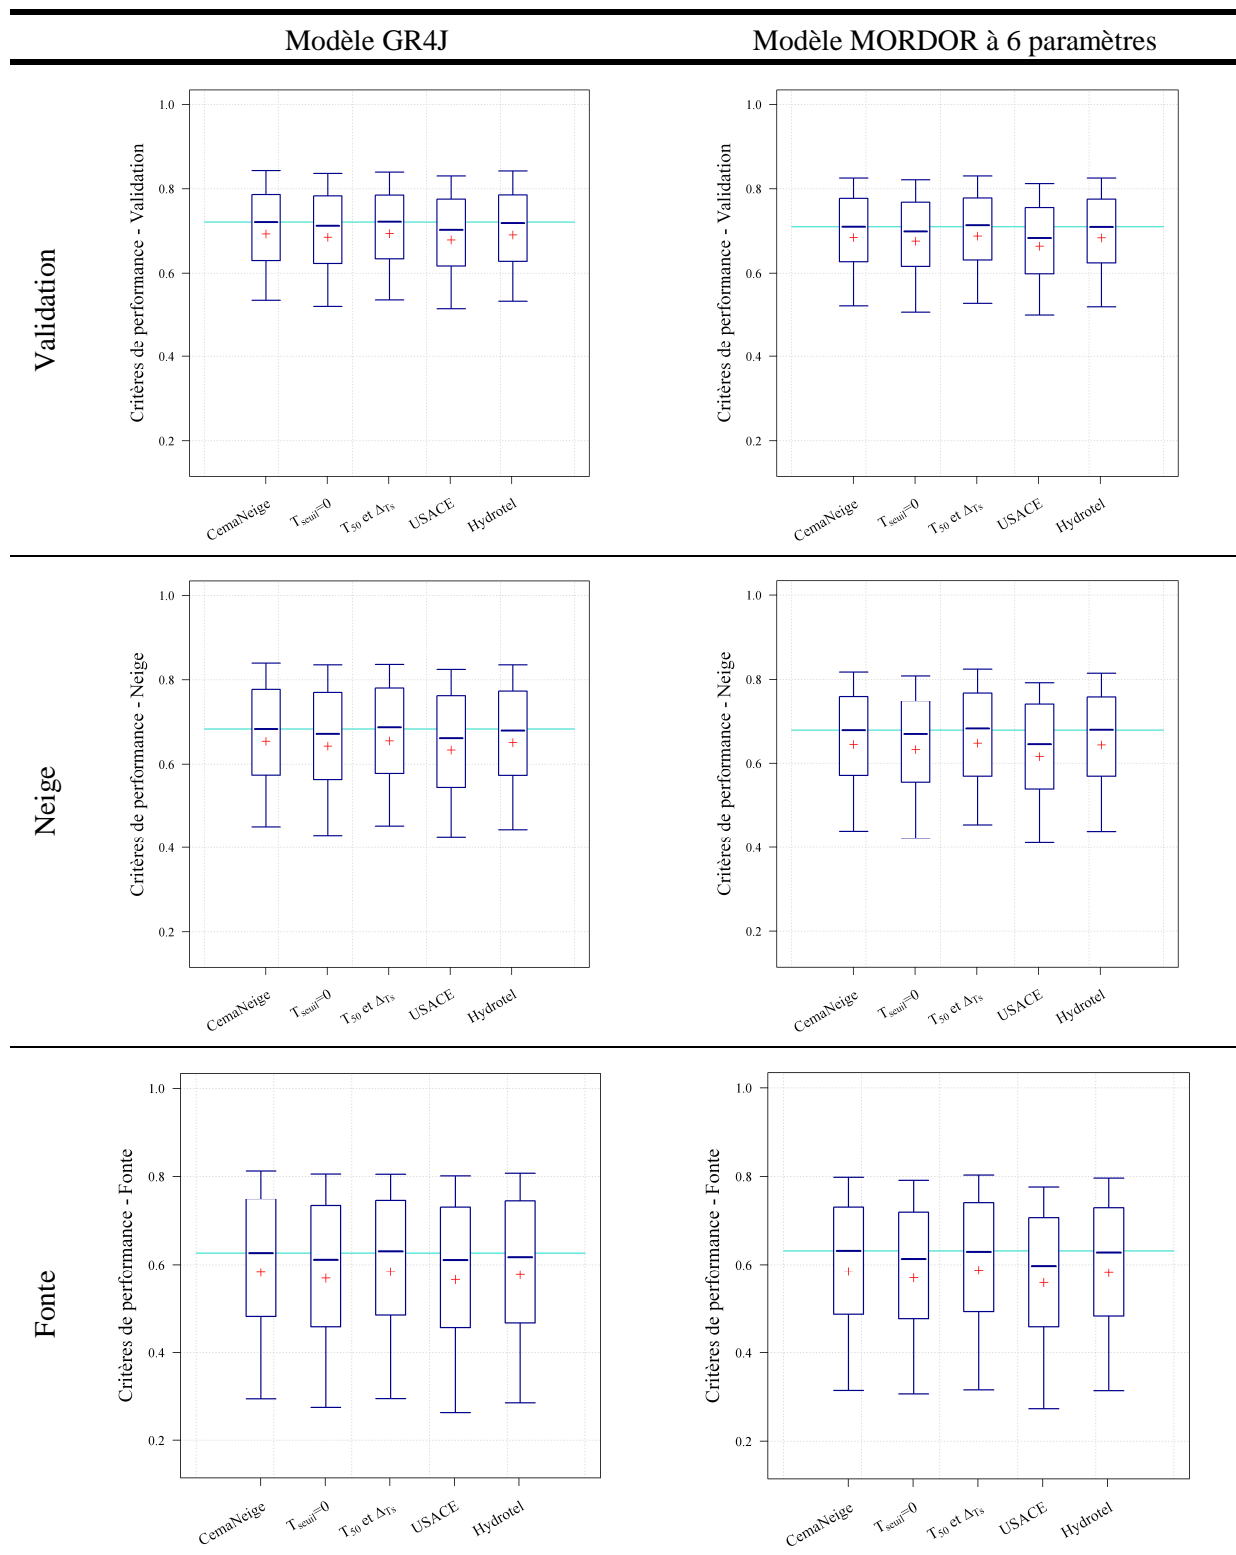 Modèle GR4J
Modèle MORDOR à 6 paramètres
Validation
Critères de performance - Validation
1.0
0.8
0.6
0.4
0.2
CemaNeige
Tseuil=0
T50 et ΔTs
USACE
Hydrotel
Critères de performance - Validation
1.0
0.8
0.6
0.4
0.2
CemaNeige
Tseuil=0
T50 et ΔTs
USACE
Hydrotel
Neige
Critères de performance - Neige
1.0
0.8
0.6
0.4
0.2
CemaNeige
Tseuil=0
T50 et ΔTs
USACE
Hydrotel
Critères de performance - Neige
1.0
0.8
0.6
0.4
0.2
CemaNeige
Tseuil=0
T50 et ΔTs
USACE
Hydrotel
Fonte
Critères de performance - Fonte
1.0
0.8
0.6
0.4
0.2
CemaNeige
Tseuil=0
T50 et ΔTs
USACE
Hydrotel
Critères de performance - Fonte
1.0
0.8
0.6
0.4
0.2
CemaNeige
Tseuil=0
T50 et ΔTs
USACE
Hydrotel